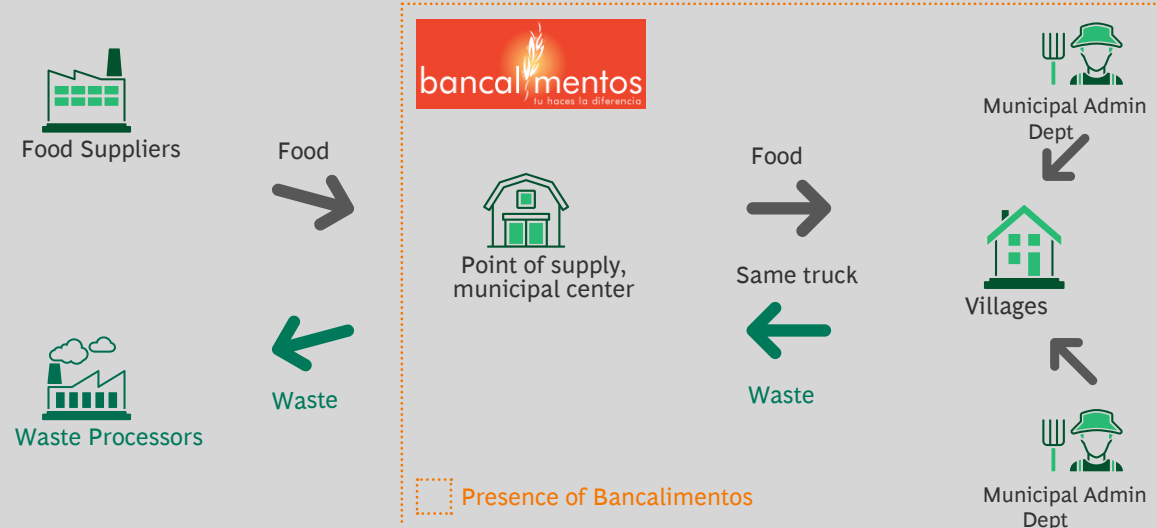 bancalimentos
tu haces la diferencia
Municipal Admin
Dept
Food Suppliers
Food
Food
Point of supply,
municipal center
Same truck
Villages
Waste
Waste
Waste Processors
Presence of Bancalimentos
Municipal Admin
Dept